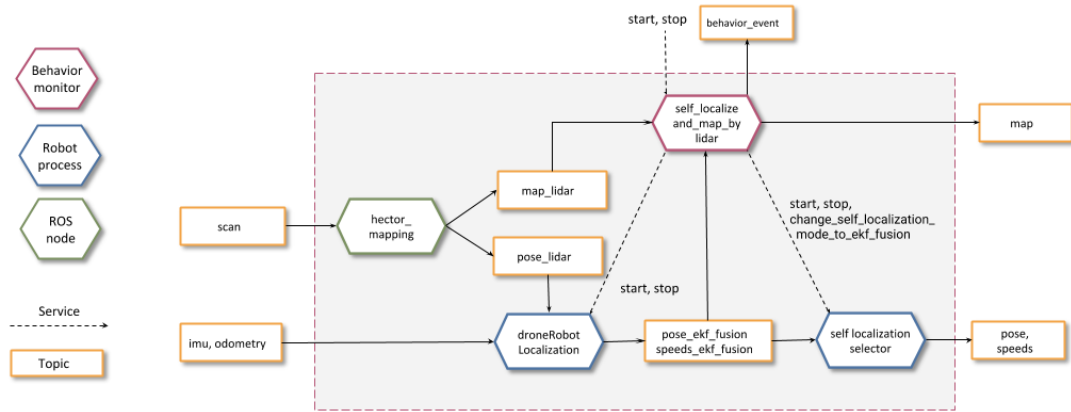 Behavior
monitor
Robot
process
ROS
node
Service
Topic
start, stop
behavior_event
self_localize
and_map_by
lidar
map
map_lidar
scan
hector_
mapping
pose_lidar
start, stop,
change_self_localization_
mode_to_ekf_fusion
start, stop
imu, odometry
droneRobot
Localization
pose_ekf_fusion
speeds_ekf_fusion
self localization
selector
pose,
speeds